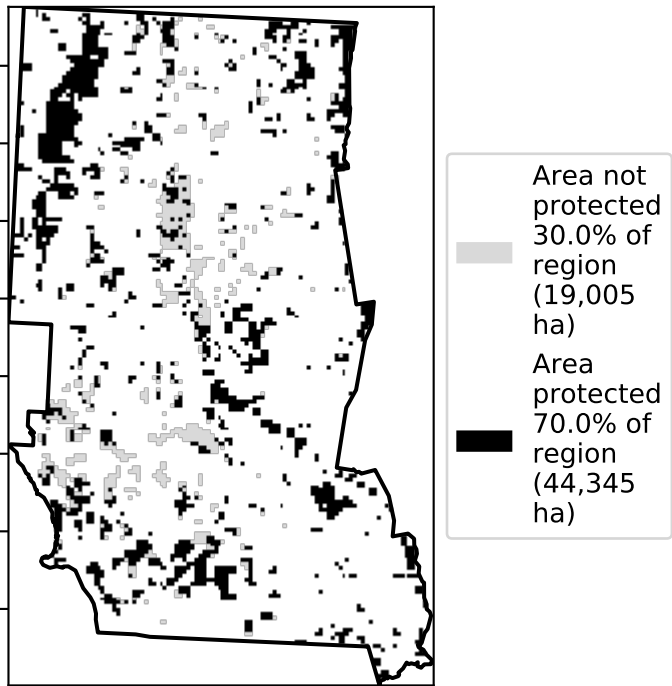 Area not
protected
30.0% of
region
(19,005
ha)
Area
protected
70.0% of
region
(44,345
ha)